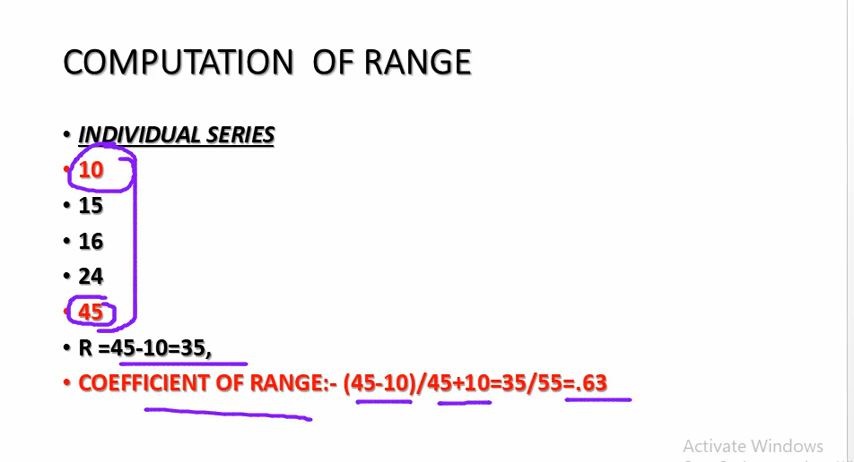 COMPUTATION OF RANGE
• INDIVIDUAL SERIES
• 10
• 15
• 16
• 24
• 45
• R =45-10=35,
• COEFFICIENT OF RANGE:- (45-10)/45+10=35/55=.63
Activate Windows